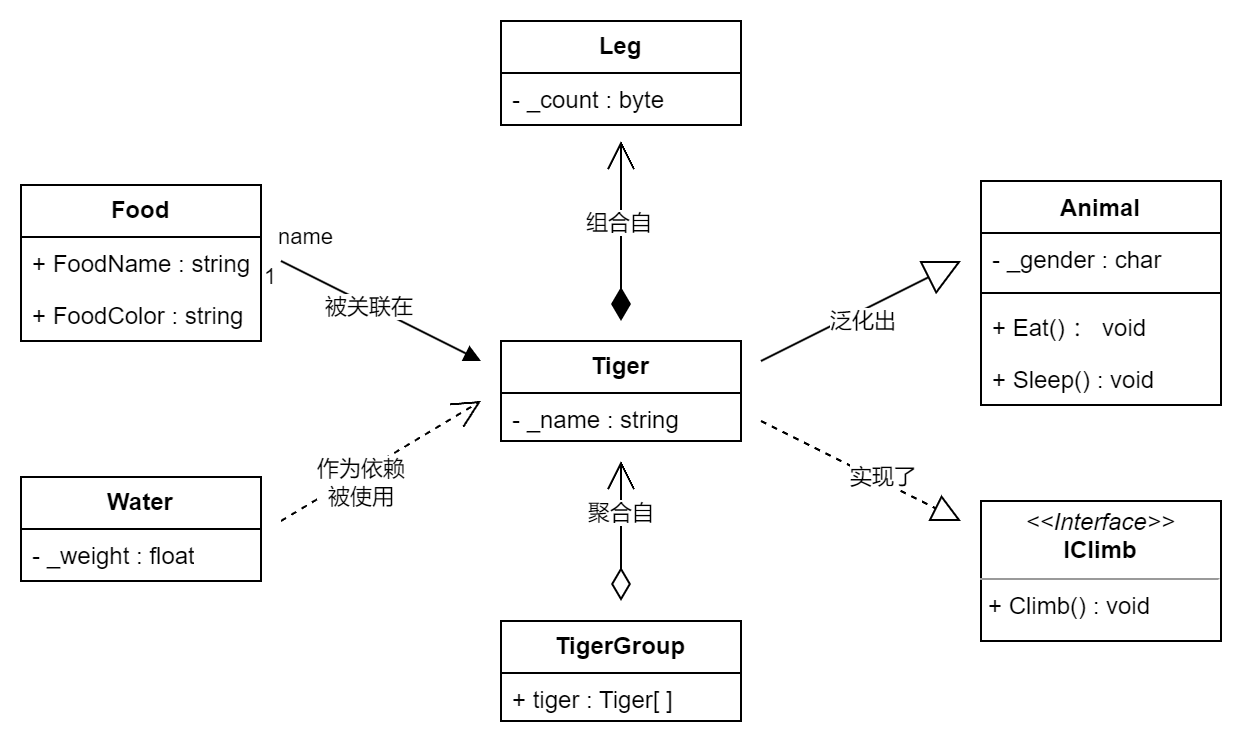 Leg
- _count : byte
组合自
Food
+ FoodName : string
+ FoodColor : string
name
1
被关联在
Animal
- _gender : char
+ Eat() :   void
+ Sleep() : void
泛化出
Tiger
- _name : string
Water
- _weight : float
作为依赖
被使用
聚合自
实现了
<<Interface>>
IClimb
+ Climb() : void
TigerGroup
+ tiger : Tiger[ ]